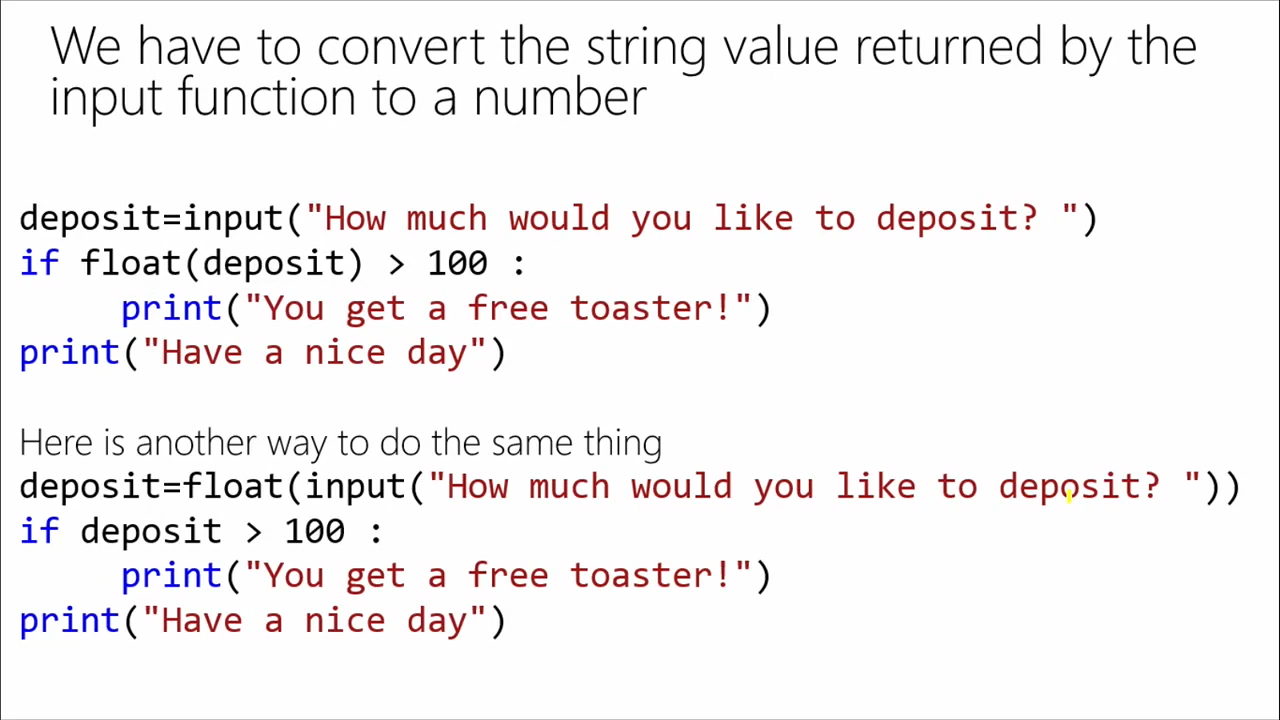 We have to convert the string value returned by the
input function to a number
deposit=input("How much would you like to deposit? ")
if float(deposit) > 100 :
     print("You get a free toaster!")
print("Have a nice day")
Here is another way to do the same thing
deposit=float(input("How much would you like to deposit? "))
if deposit > 100 :
     print("You get a free toaster!")
print("Have a nice day")